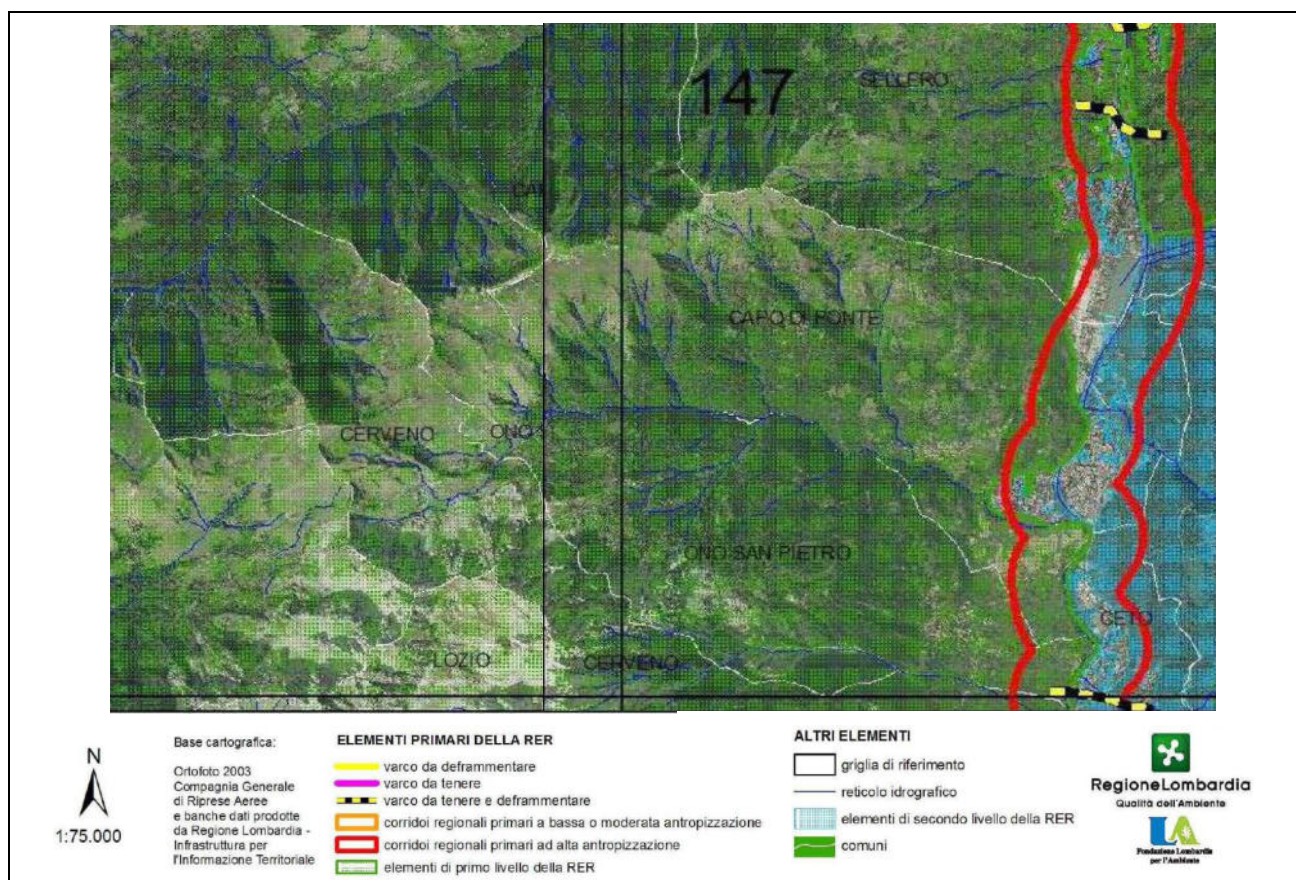 147
SELLERO
CAPO DI PONTE
CERVENO
ONO
ONO SAN PIETRO
CETO
LOZIO
CERVENO
N
1:75.000
Base cartografica:
Ortofoto 2003
Compagnia Generale
di Riprese Aeree
e banche dati prodotte
da Regione Lombardia -
Infrastruttura per
l'Informazione Territoriale
ELEMENTI PRIMARI DELLA RER
varco da deframmentare
varco da tenere
varco da tenere e deframmentare
corridoi regionali primari a bassa o moderata antropizzazione
corridoi regionali primari ad alta antropizzazione
elementi di primo livello della RER
ALTRI ELEMENTI
griglia di riferimento
reticolo idrografico
elementi di secondo livello della RER
comuni
RegioneLombardia
Qualità dell'Ambiente
Fondazione Lombardia
per l'Ambiente